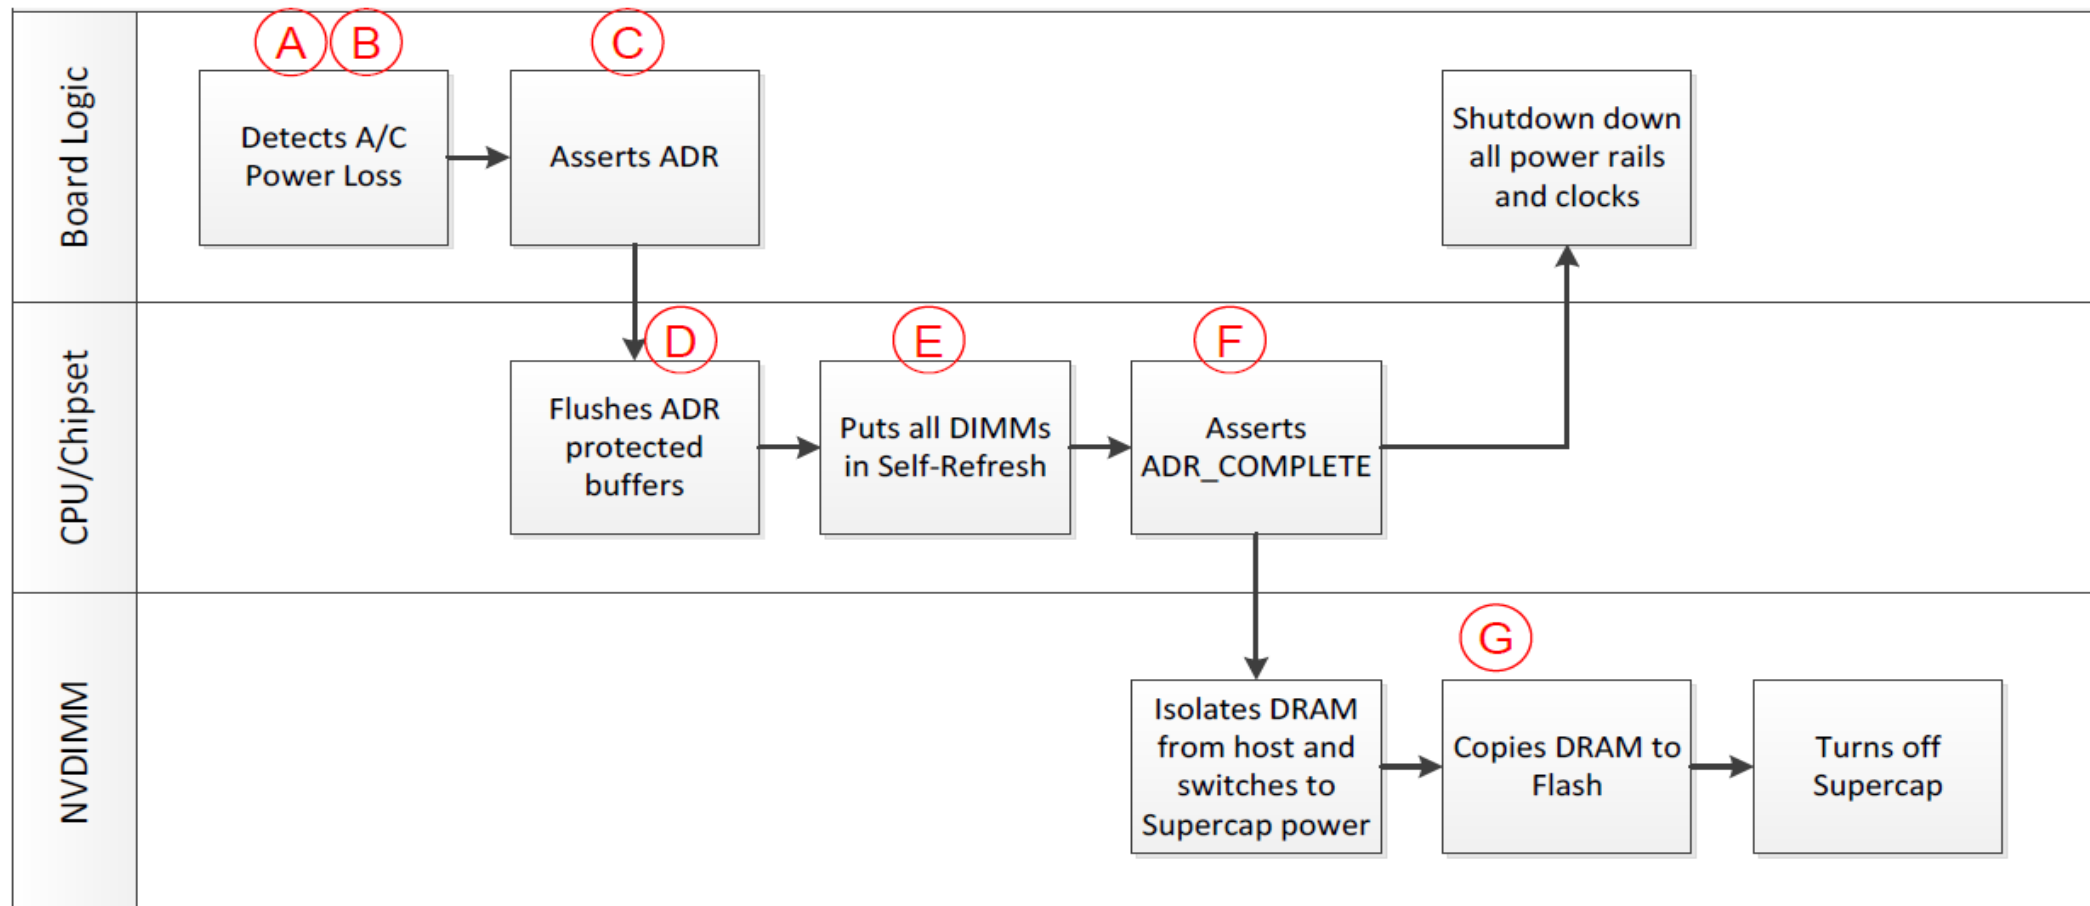 Board Logic
A
B
C
Detects A/C
Power Loss
Asserts ADR
Shutdown down
all power rails
and clocks
CPU/Chipset
D
E
F
Flushes ADR
protected
buffers
Puts all DIMMs
in Self-Refresh
Asserts
ADR_COMPLETE
NVDIMM
G
Isolates DRAM
from host and
switches to
Supercap power
Copies DRAM to
Flash
Turns off
Supercap